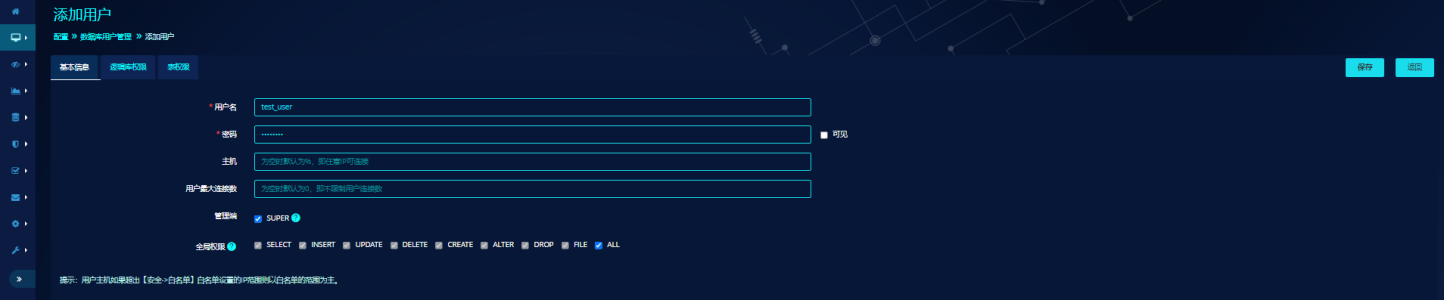 添加用户
配置 » 数据库用户管理 » 添加用户
基本信息 逻辑库权限 表权限 保存 返回
* 用户名 test_user
* 密码 ········ 可见
主机 为空时默认为%，即任意IP可连接
用户最大连接数 为空时默认为0，即不限制用户连接数
管理端 SUPER ?
全局权限 ? SELECT INSERT UPDATE DELETE CREATE ALTER DROP FILE ALL
提示：用户主机如果超出【安全->白名单】白名单设置的IP范围则以白名单的范围为主。